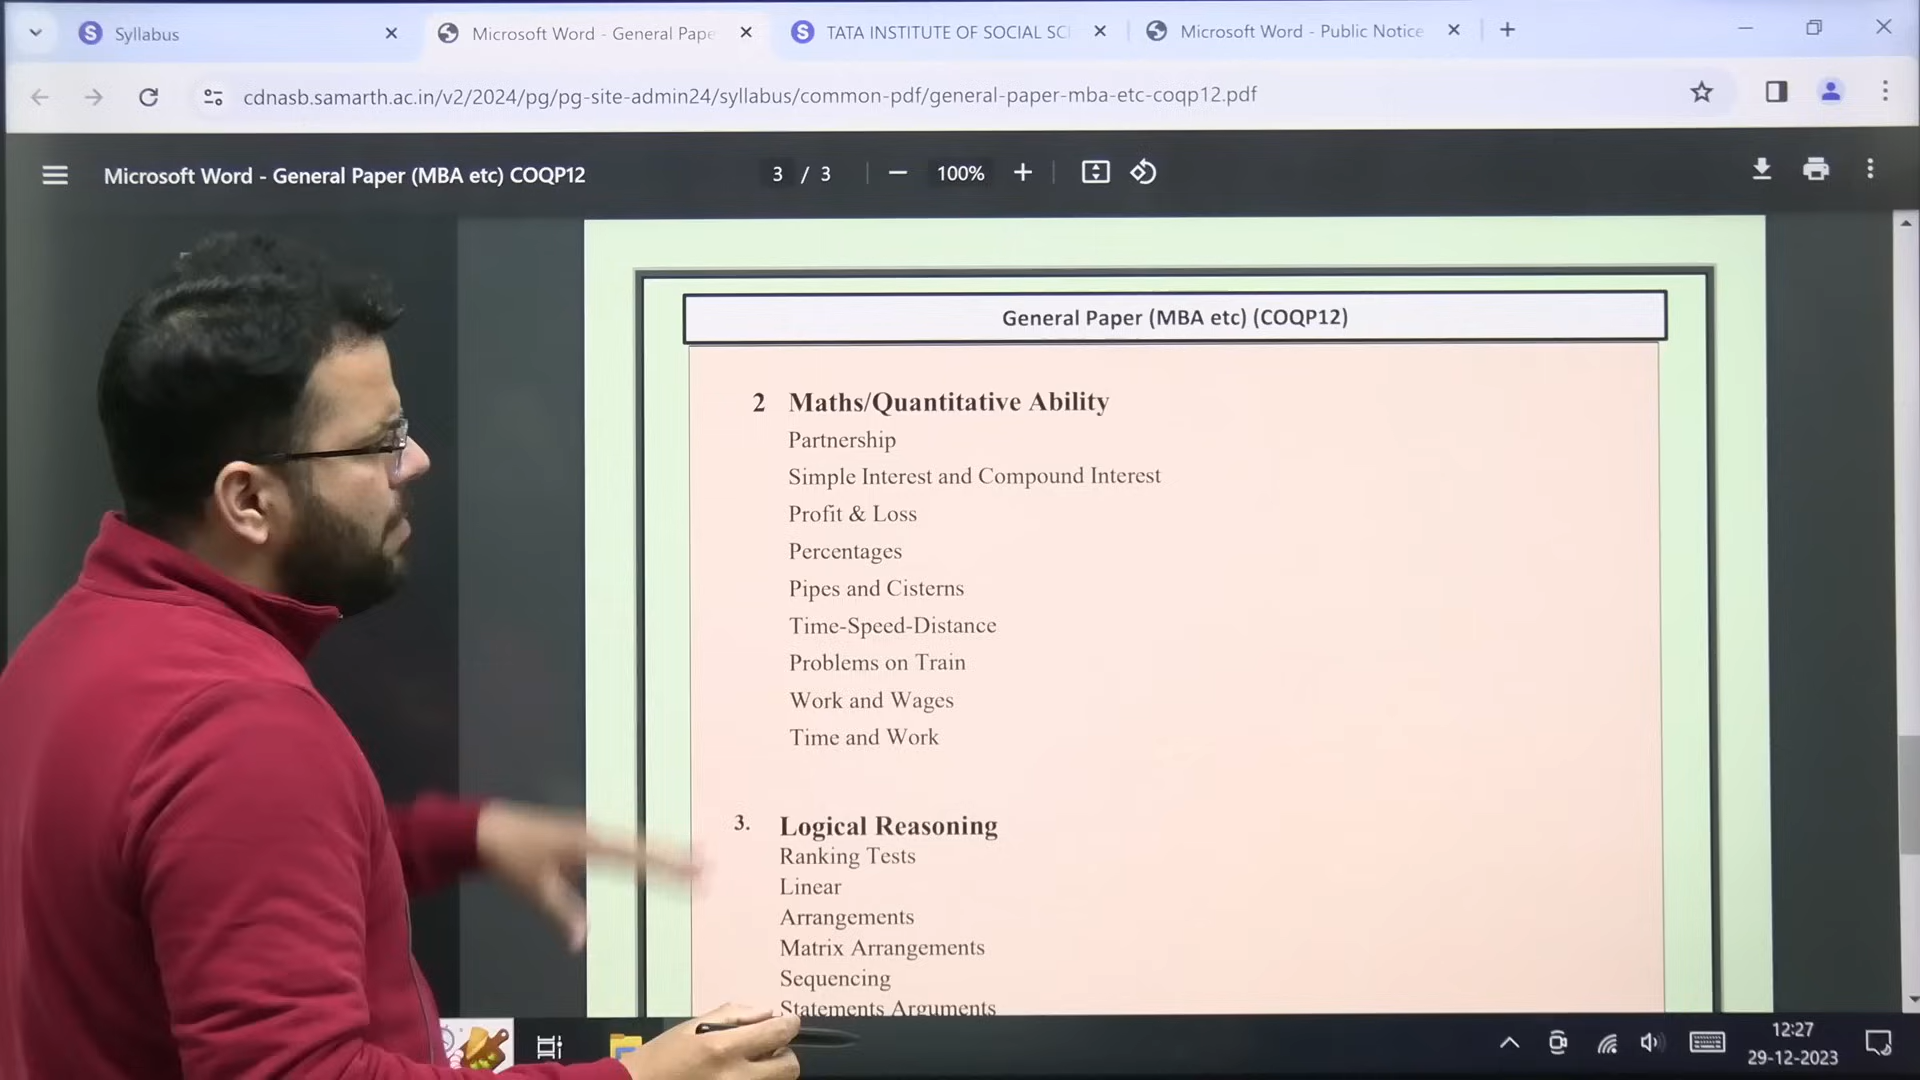 Syllabus
Microsoft Word - General Pape
TATA INSTITUTE OF SOCIAL SCI
Microsoft Word - Public Notice
cdnasb.samarth.ac.in/v2/2024/pg/pg-site-admin24/syllabus/common-pdf/general-paper-mba-etc-coqp12.pdf
Microsoft Word - General Paper (MBA etc) COQP12
3 / 3
100%
General Paper (MBA etc) (COQP12)
2 Maths/Quantitative Ability
Partnership
Simple Interest and Compound Interest
Profit & Loss
Percentages
Pipes and Cisterns
Time-Speed-Distance
Problems on Train
Work and Wages
Time and Work
3. Logical Reasoning
Ranking Tests
Linear
Arrangements
Matrix Arrangements
Sequencing
Statements Arguments
12:27
29-12-2023